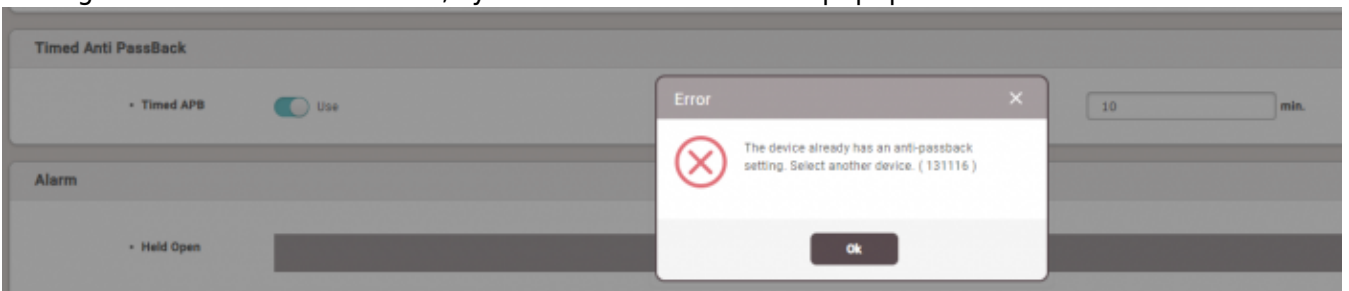 Timed Anti PassBack
• Timed APB
Use
10
min.
Error
×
The device already has an anti-passback
setting. Select another device. ( 131116 )
Ok
Alarm
• Held Open